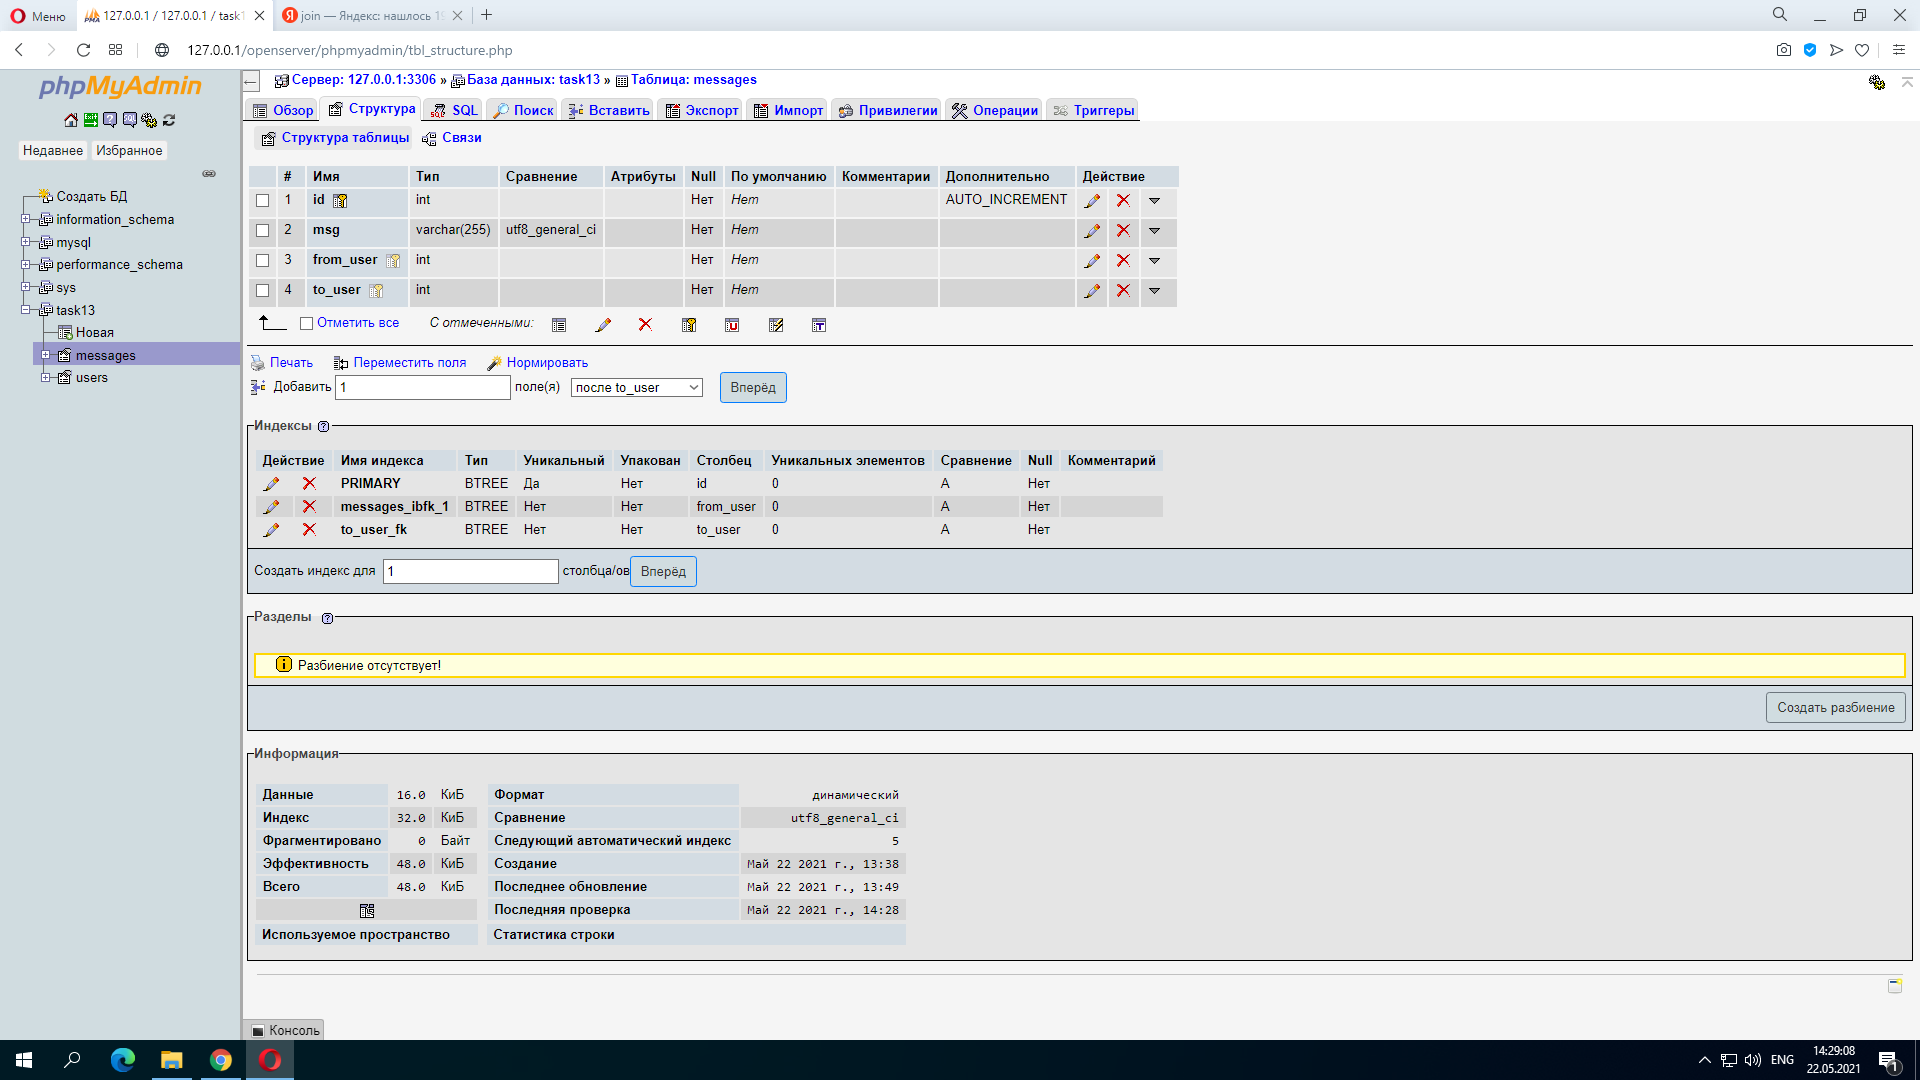 Меню
127.0.0.1 / 127.0.0.1 / task1
join — Яндекс: нашлось 19
127.0.0.1/openserver/phpmyadmin/tbl_structure.php
phpMyAdmin
Недавнее Избранное
Создать БД
information_schema
mysql
performance_schema
sys
task13
Новая
messages
users
Сервер: 127.0.0.1:3306 » База данных: task13 » Таблица: messages
Обзор Структура SQL Поиск Вставить Экспорт Импорт Привилегии Операции Триггеры
Структура таблицы Связи
# Имя Тип Сравнение Атрибуты Null По умолчанию Комментарии Дополнительно Действие
1 id int Нет Нет AUTO_INCREMENT
2 msg varchar(255) utf8_general_ci Нет Нет
3 from_user int Нет Нет
4 to_user int Нет Нет
Отметить все С отмеченными:
Печать Переместить поля Нормировать
Добавить 1 поле(я) после to_user Вперёд
Индексы
Действие Имя индекса Тип Уникальный Упакован Столбец Уникальных элементов Сравнение Null Комментарий
PRIMARY BTREE Да Нет id 0 A Нет
messages_ibfk_1 BTREE Нет Нет from_user 0 A Нет
to_user_fk BTREE Нет Нет to_user 0 A Нет
Создать индекс для 1 столбца/ов Вперёд
Разделы
Разбиение отсутствует!
Создать разбиение
Информация
Данные 16.0 КиБ
Индекс 32.0 КиБ
Фрагментировано 0 Байт
Эффективность 48.0 КиБ
Всего 48.0 КиБ
Используемое пространство
Формат динамический
Сравнение utf8_general_ci
Следующий автоматический индекс 5
Создание Май 22 2021 г., 13:38
Последнее обновление Май 22 2021 г., 13:49
Последняя проверка Май 22 2021 г., 14:28
Статистика строки
Консоль
ENG
14:29:08
22.05.2021
1